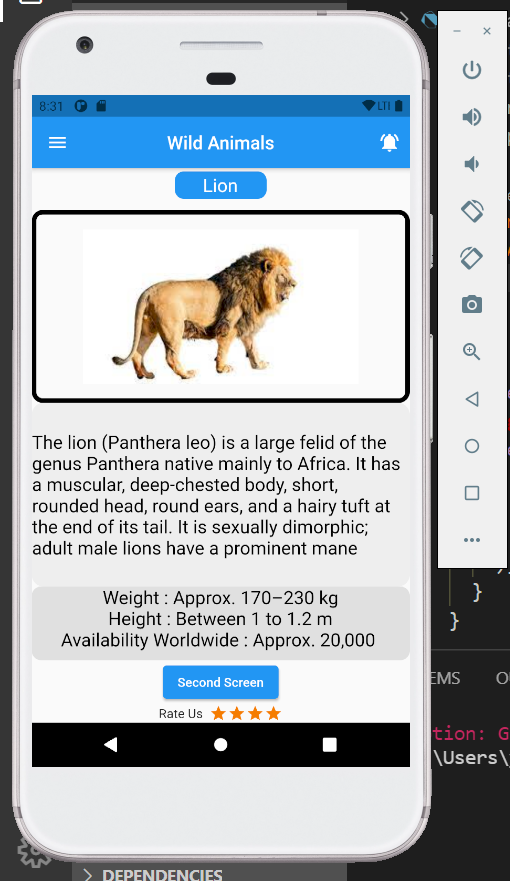 8:31
LTE
Wild Animals
Lion
The lion (Panthera leo) is a large felid of the
genus Panthera native mainly to Africa. It has
a muscular, deep-chested body, short,
rounded head, round ears, and a hairy tuft at
the end of its tail. It is sexually dimorphic;
adult male lions have a prominent mane
Weight : Approx. 170–230 kg
Height : Between 1 to 1.2 m
Availability Worldwide : Approx. 20,000
Second Screen
Rate Us
}
}
EMS
tion: G
\Users\
DEPENDENCIES